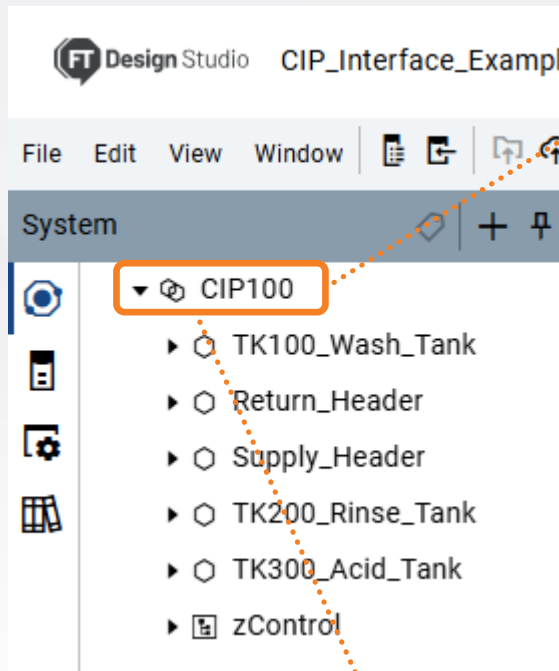 FT Design Studio CIP_Interface_Exampl
File Edit View Window
System
CIP100
TK100_Wash_Tank
Return_Header
Supply_Header
TK200_Rinse_Tank
TK300_Acid_Tank
zControl